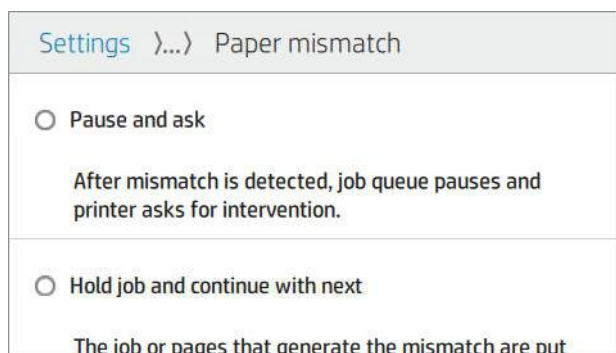 Settings 〉...〉 Paper mismatch
Pause and ask
After mismatch is detected, job queue pauses and
printer asks for intervention.
Hold job and continue with next
The job or pages that generate the mismatch are put